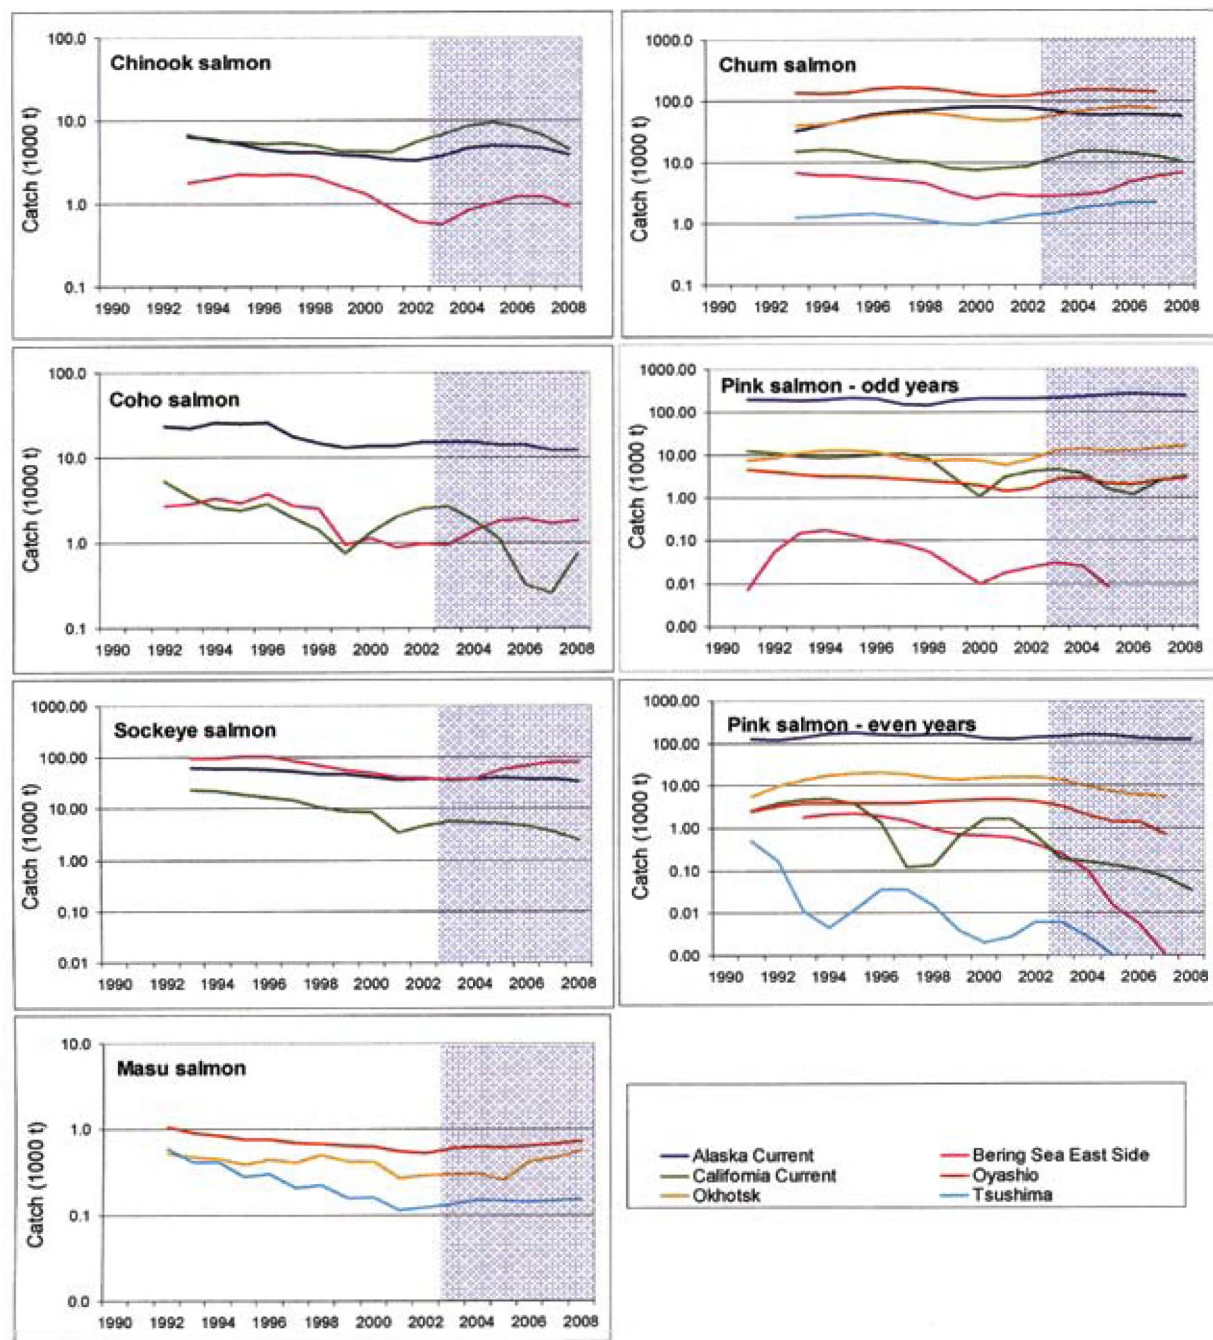 Chinook salmon
Catch (1000 t)
100.0
10.0
1.0
0.1
1990 1992 1994 1996 1998 2000 2002 2004 2006 2008
Chum salmon
Catch (1000 t)
1000.0
100.0
10.0
1.0
0.1
1990 1992 1994 1996 1998 2000 2002 2004 2006 2008
Coho salmon
Catch (1000 t)
100.0
10.0
1.0
0.1
1990 1992 1994 1996 1998 2000 2002 2004 2006 2008
Pink salmon - odd years
Catch (1000 t)
1000.00
100.00
10.00
1.00
0.10
0.01
0.00
1990 1992 1994 1996 1998 2000 2002 2004 2006 2008
Sockeye salmon
Catch (1000 t)
1000.00
100.00
10.00
1.00
0.10
0.01
1990 1992 1994 1996 1998 2000 2002 2004 2006 2008
Pink salmon - even years
Catch (1000 t)
1000.00
100.00
10.00
1.00
0.10
0.01
0.00
1990 1992 1994 1996 1998 2000 2002 2004 2006 2008
Masu salmon
Catch (1000 t)
10.0
1.0
0.1
0.0
1990 1992 1994 1996 1998 2000 2002 2004 2006 2008
Alaska Current
Bering Sea East Side
California Current
Oyashio
Okhotsk
Tsushima